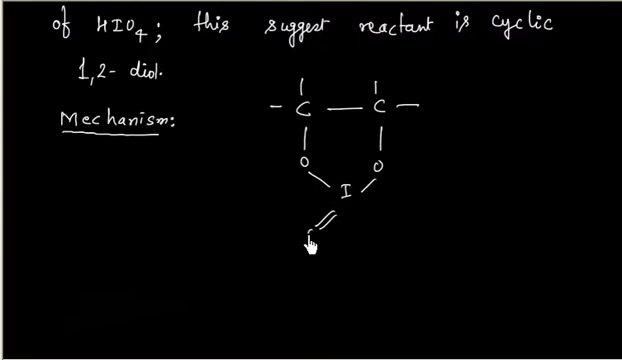 of HIO4; this suggest reactant is cyclic
1,2- diol.
Mechanism:
- C — C —
O O
I